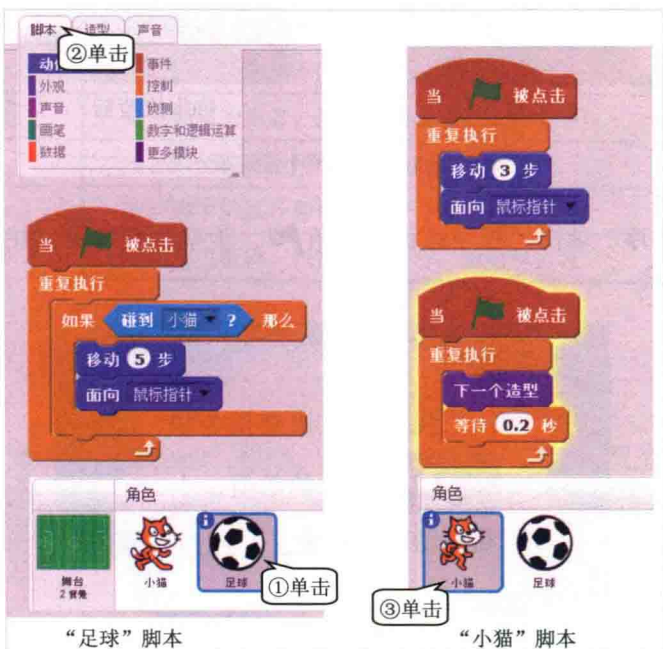 脚本 造型 声音
②单击
事件
外观 控制
声音 侦测
画笔 数字和逻辑运算
数据 更多模块
当 被点击
重复执行
如果 碰到 小猫 ? 那么
移动 5 步
面向 鼠标指针
角色
舞台
2 背景
小猫
足球
①单击
“足球”脚本
当 被点击
重复执行
移动 3 步
面向 鼠标指针
当 被点击
重复执行
下一个造型
等待 0.2 秒
角色
小猫
足球
③单击
“小猫”脚本